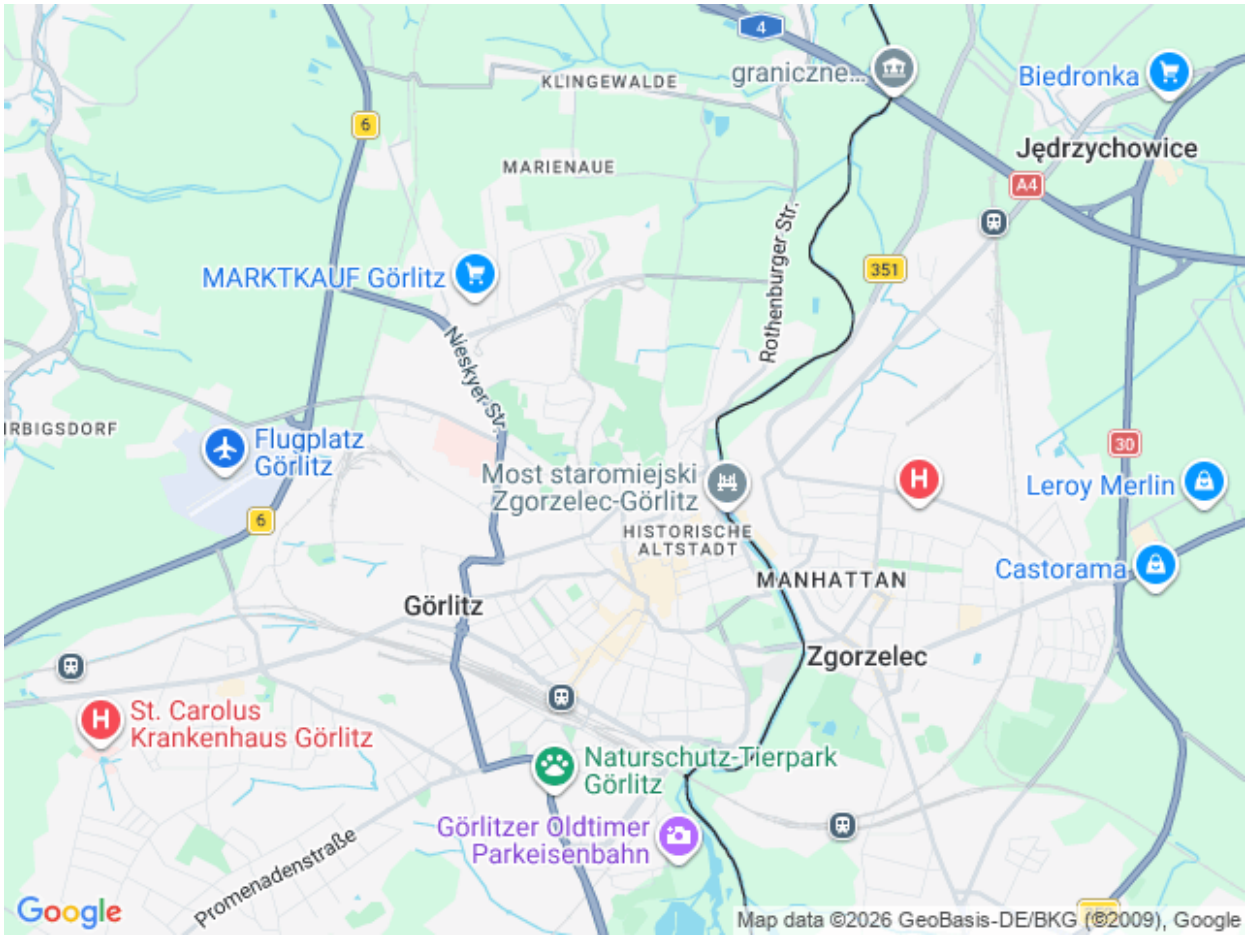 4
KLINGEWALDE
graniczne...
Biedronka
6
Jędrzychowice
MARIENAUE
A4
Rothenburger Str.
351
MARKTKAUF Görlitz
Nieskyer Str.
IRBIGSDORF
Flugplatz
Görlitz
30
H
Most staromiejski
Zgorzelec-Görlitz
Leroy Merlin
6
HISTORISCHE
ALTSTADT
Castorama
MANHATTAN
Görlitz
Zgorzelec
H
St. Carolus
Krankenhaus Görlitz
Naturschutz-Tierpark
Görlitz
Görlitzer Oldtimer
Parkeisenbahn
Promenadenstraße
Google
Map data ©2026 GeoBasis-DE/BKG (©2009), Google